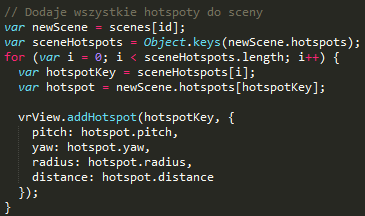 // Dodaje wszystkie hotspoty do sceny
var newScene = scenes[id];
var sceneHotspots = Object.keys(newScene.hotspots);
for (var i = 0; i < sceneHotspots.length; i++) {
  var hotspotKey = sceneHotspots[i];
  var hotspot = newScene.hotspots[hotspotKey];

  vrView.addHotspot(hotspotKey, {
    pitch: hotspot.pitch,
    yaw: hotspot.yaw,
    radius: hotspot.radius,
    distance: hotspot.distance
  });
}